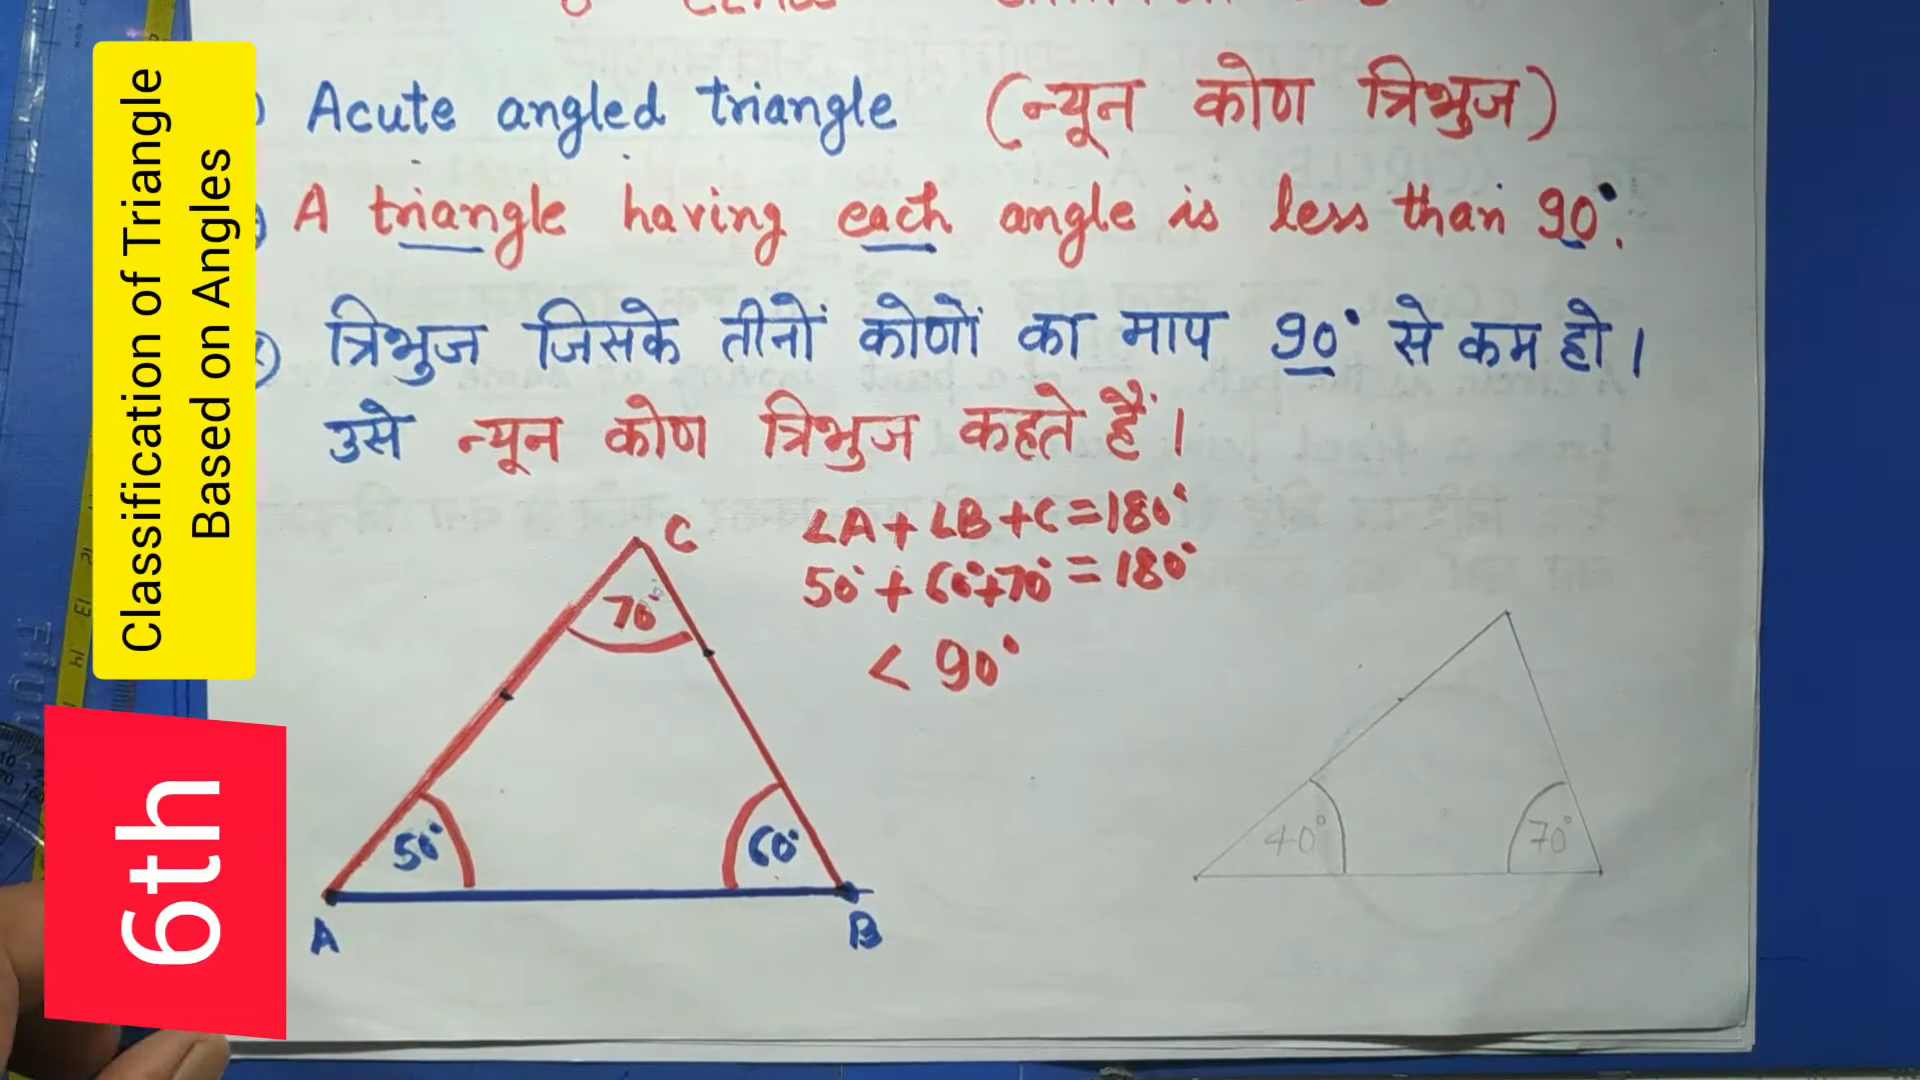 Classification of Triangle
Based on Angles
6th
Acute angled triangle (न्यून कोण त्रिभुज)
A triangle having each angle is less than 90°.
त्रिभुज जिसके तीनों कोणों का माप 90° से कम हो।
उसे न्यून कोण त्रिभुज कहते हैं।
∠A + ∠B + C = 180°
50° + 60° + 70° = 180°
< 90°
C
70°
50°
60°
A
B
40°
70°